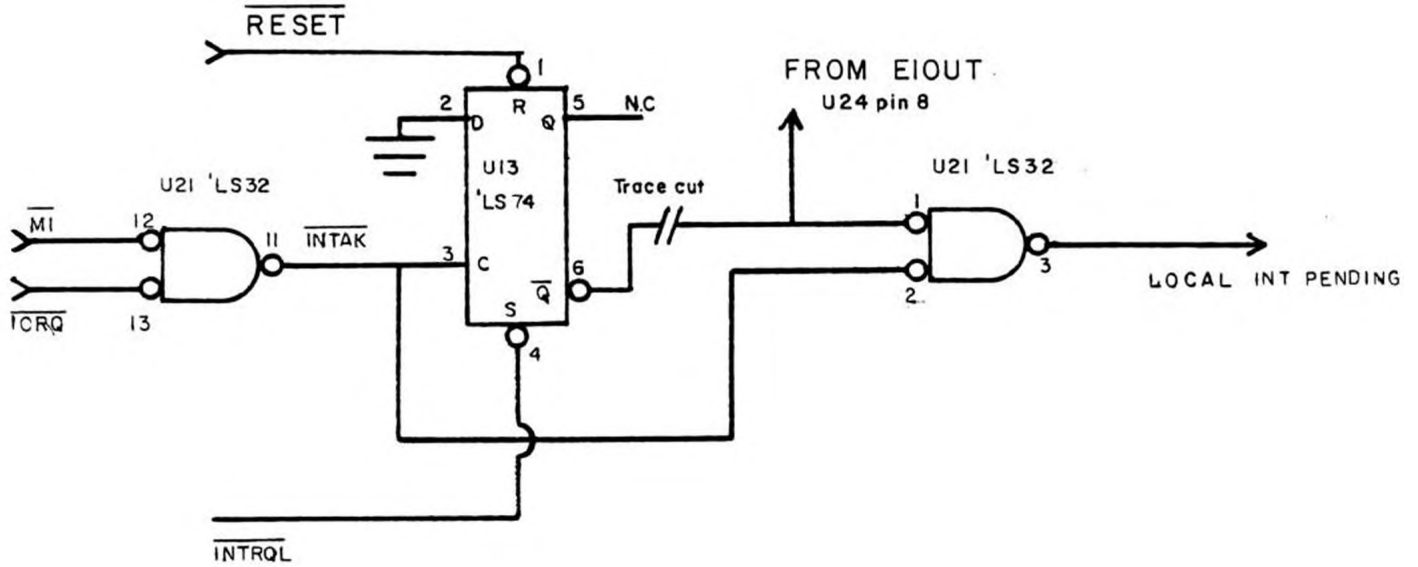 RESET
1
FROM EIOUT
U24 pin 8
2
R
5
N.C
D
Q
U13
'LS74
U21 'LS32
U21 'LS32
Trace cut
MI
12
11
INTAK
3
C
1
6
Q
3
ICRQ
13
S
4
2
LOCAL INT PENDING
INTRQL